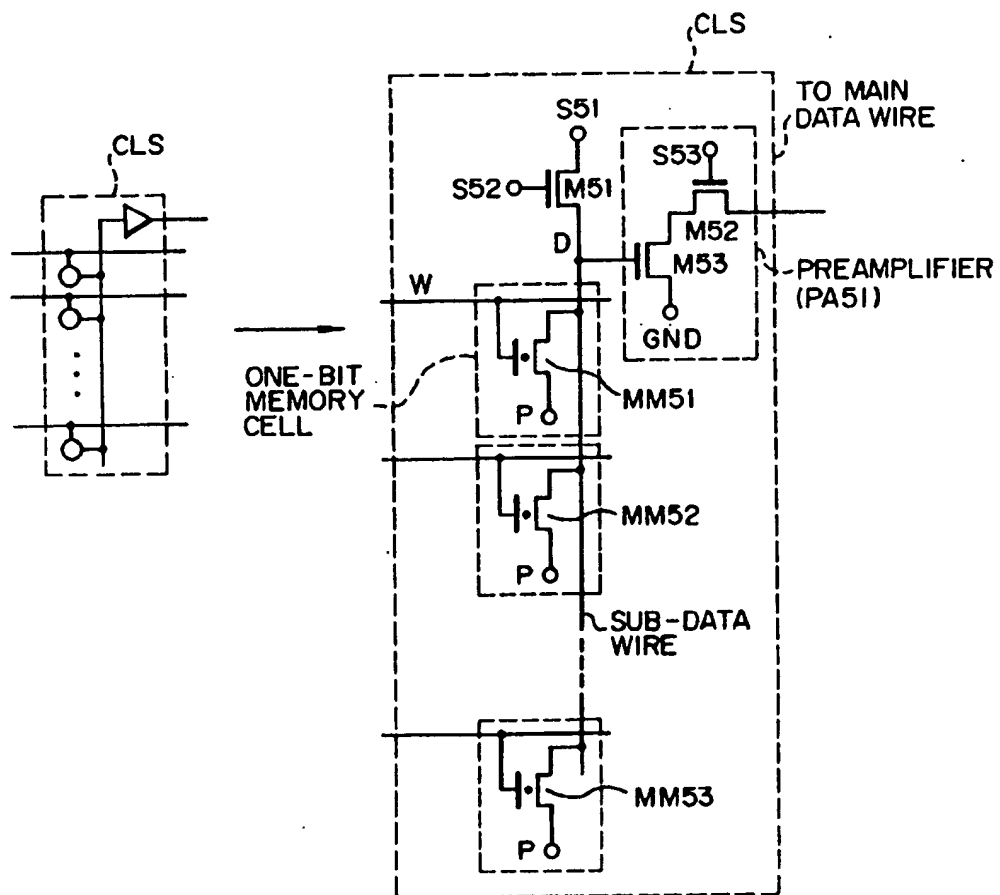 CLS
CLS
TO MAIN
DATA WIRE
S51
S53
S52
M51
M52
D
M53
PREAMPLIFIER
(PA51)
W
GND
ONE-BIT
MEMORY
CELL
MM51
P
MM52
P
SUB-DATA
WIRE
MM53
P